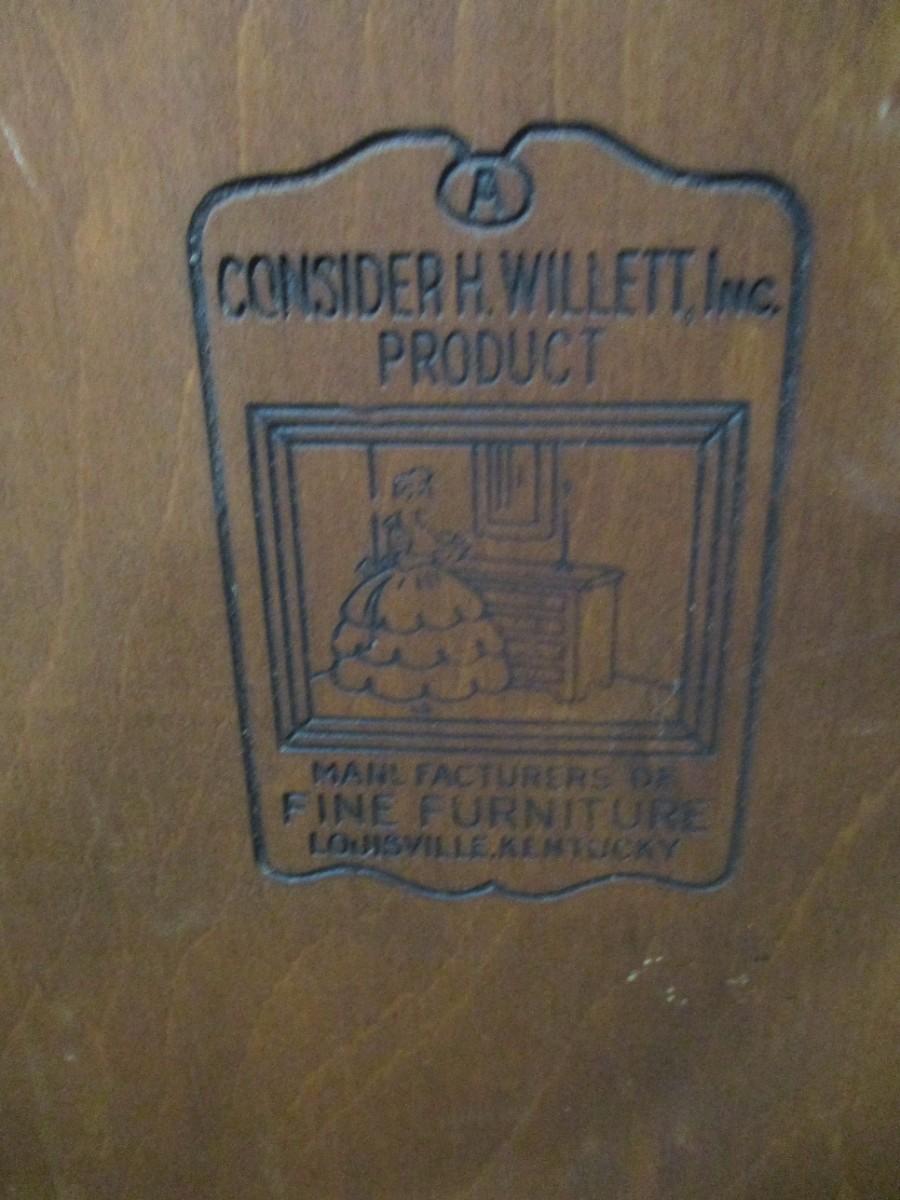 A
CONSIDER H. WILLETT, INC.
PRODUCT
MANUFACTURERS OF
FINE FURNITURE
LOUISVILLE, KENTUCKY